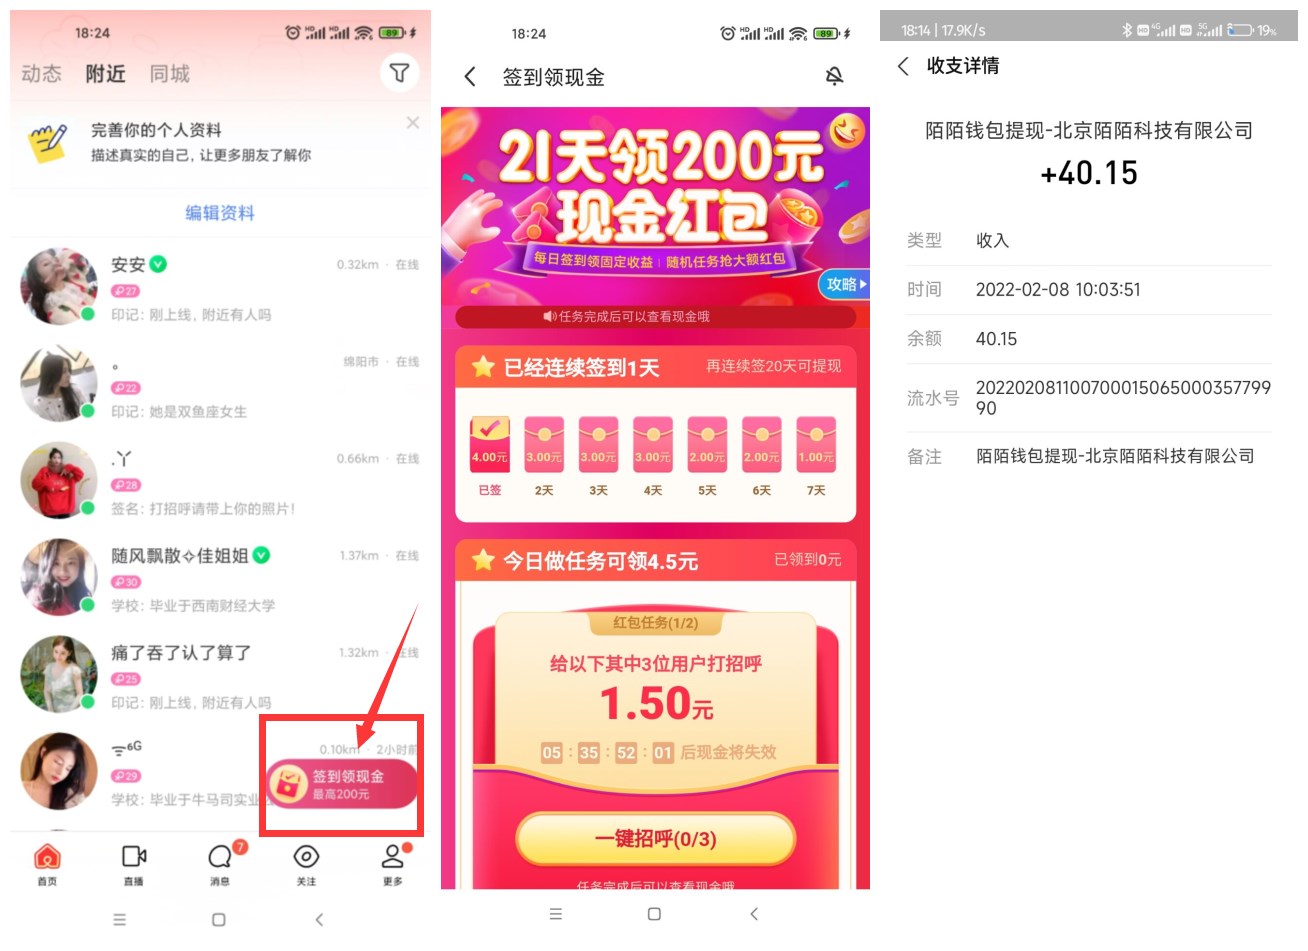 18:24
HD HD 89
动态 附近 同城
完善你的个人资料
描述真实的自己，让更多朋友了解你
编辑资料
安安 0.32km · 在线
27
印记：刚上线，附近有人吗
。 绵阳市 · 在线
22
印记：她是双鱼座女生
.丫 0.66km · 在线
28
签名：打招呼请带上你的照片！
随风飘散✧佳姐姐 1.37km · 在线
30
学校：毕业于西南财经大学
痛了吞了认了算了 1.32km · 在线
25
印记：刚上线，附近有人吗
6G 0.10km · 2小时前
29
学校：毕业于牛马司实业
签到领现金
最高200元
7
首页 直播 消息 关注 更多
18:24
HD HD 89
签到领现金
21天领200元
现金红包
每日签到领固定收益 | 随机任务抢大额红包
攻略
任务完成后可以查看现金哦
已经连续签到1天 再连续签20天可提现
4.00元 3.00元 3.00元 3.00元 2.00元 2.00元 1.00元
已签 2天 3天 4天 5天 6天 7天
今日做任务可领4.5元 已领到0元
红包任务(1/2)
给以下其中3位用户打招呼
1.50元
05 : 35 : 52 : 01 后现金将失效
一键招呼(0/3)
任务完成后可以查看现金哦
18:14 | 17.9K/s
HD 4G HD 5G 19%
收支详情
陌陌钱包提现-北京陌陌科技有限公司
+40.15
类型 收入
时间 2022-02-08 10:03:51
余额 40.15
流水号 202202081100700015065000357799
90
备注 陌陌钱包提现-北京陌陌科技有限公司